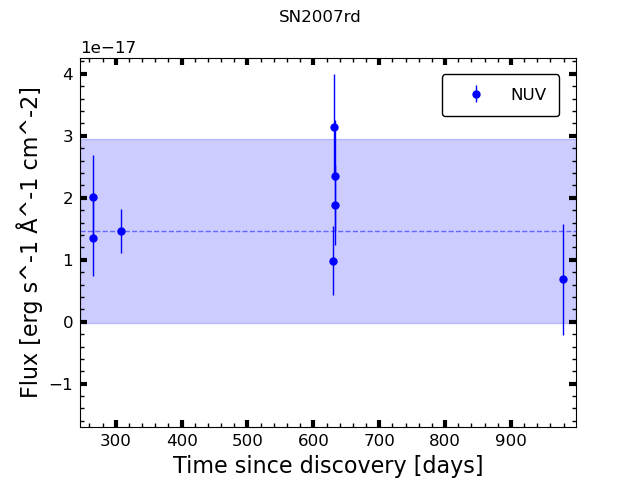 SN2007rd
1e−17
4
3
2
1
0
−1
300 400 500 600 700 800 900
Time since discovery [days]
Flux [erg s^-1 Å^-1 cm^-2]
NUV